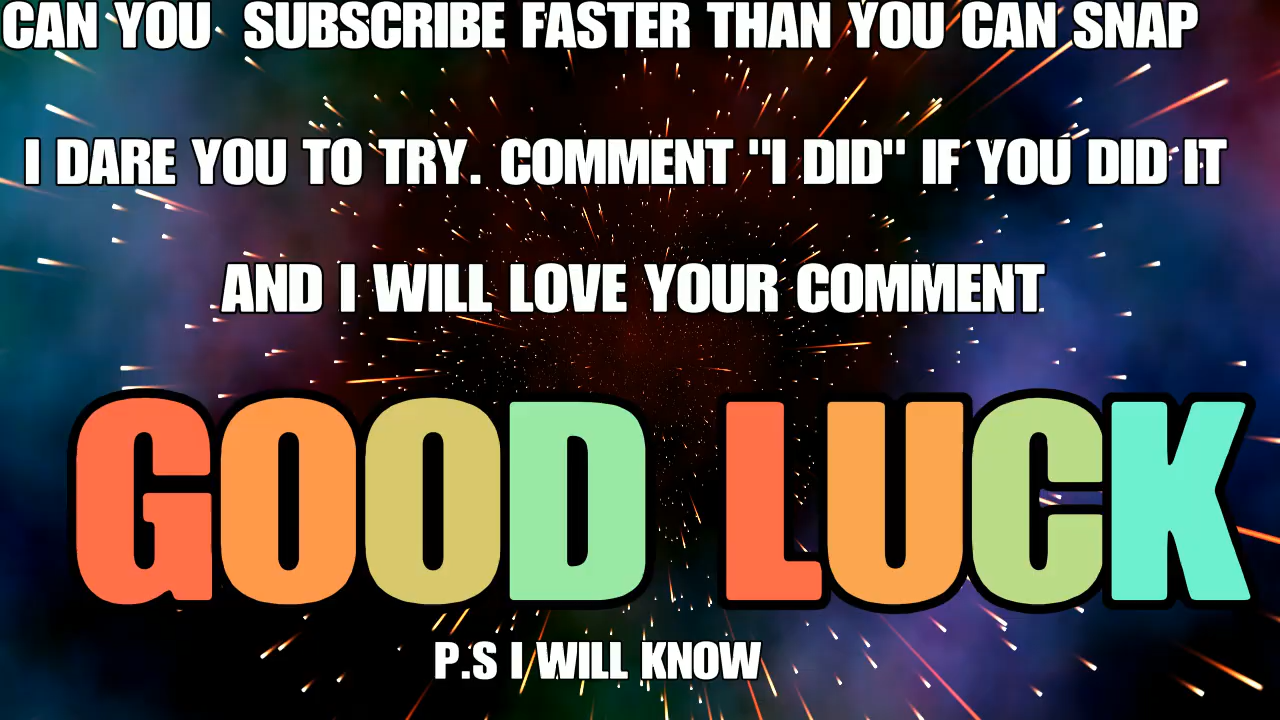 CAN YOU SUBSCRIBE FASTER THAN YOU CAN SNAP
I DARE YOU TO TRY. COMMENT "I DID" IF YOU DID IT
AND I WILL LOVE YOUR COMMENT
GOOD LUCK
P.S I WILL KNOW